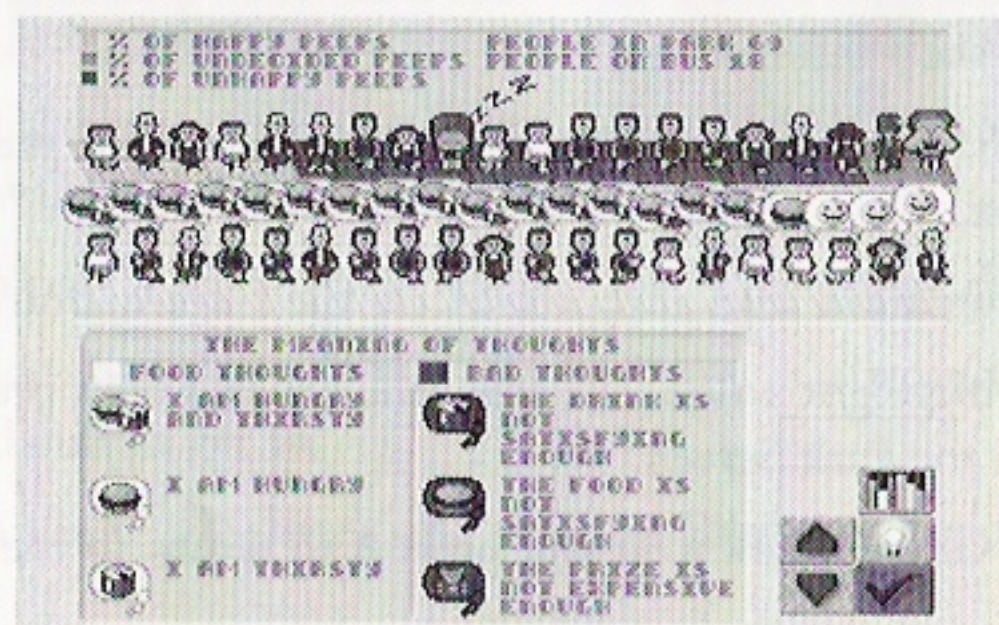 % OF HAPPY PEEPS PEOPLE IN PARK
% OF UNDECIDED PEEPS PEOPLE ON BUS
% OF UNHAPPY PEEPS
THE MEANING OF THOUGHTS
FOOD THOUGHTS BAD THOUGHTS
I AM HUNGRY
AND THIRSTY
THE DRINK IS
NOT
SATISFYING
ENOUGH
I AM HUNGRY
THE FOOD IS
NOT
SATISFYING
ENOUGH
I AM THIRSTY
THE PRIZE IS
NOT EXPENSIVE
ENOUGH